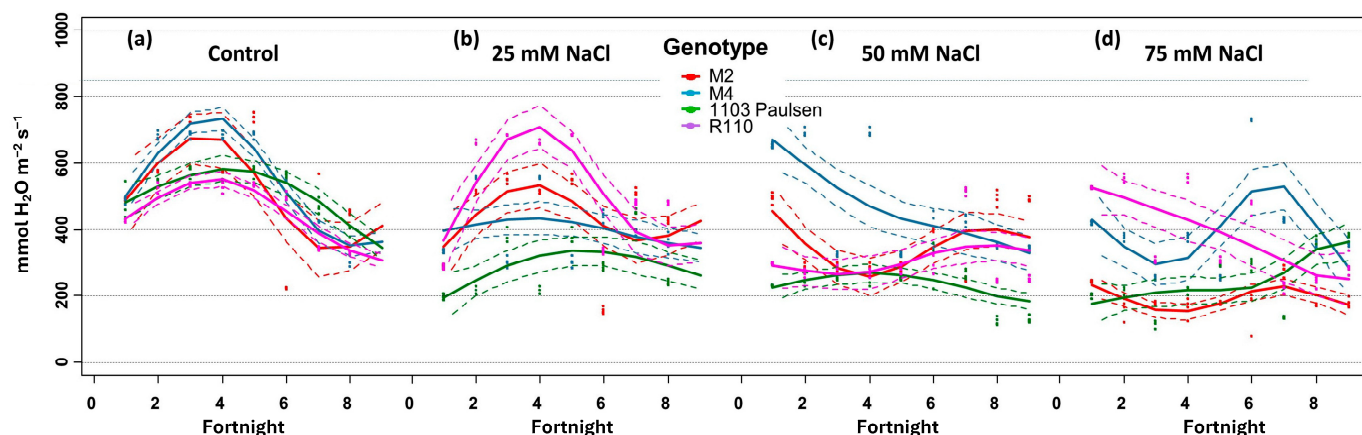 (a) Control
(b) 25 mM NaCl
Genotype
M2
M4
1103 Paulsen
R110
(c) 50 mM NaCl
(d) 75 mM NaCl
mmol H₂O m⁻² s⁻¹
1000
800
600
400
200
0
0 2 4 6 8 0 2 4 6 8 0 2 4 6 8 0 2 4 6 8
Fortnight Fortnight Fortnight Fortnight